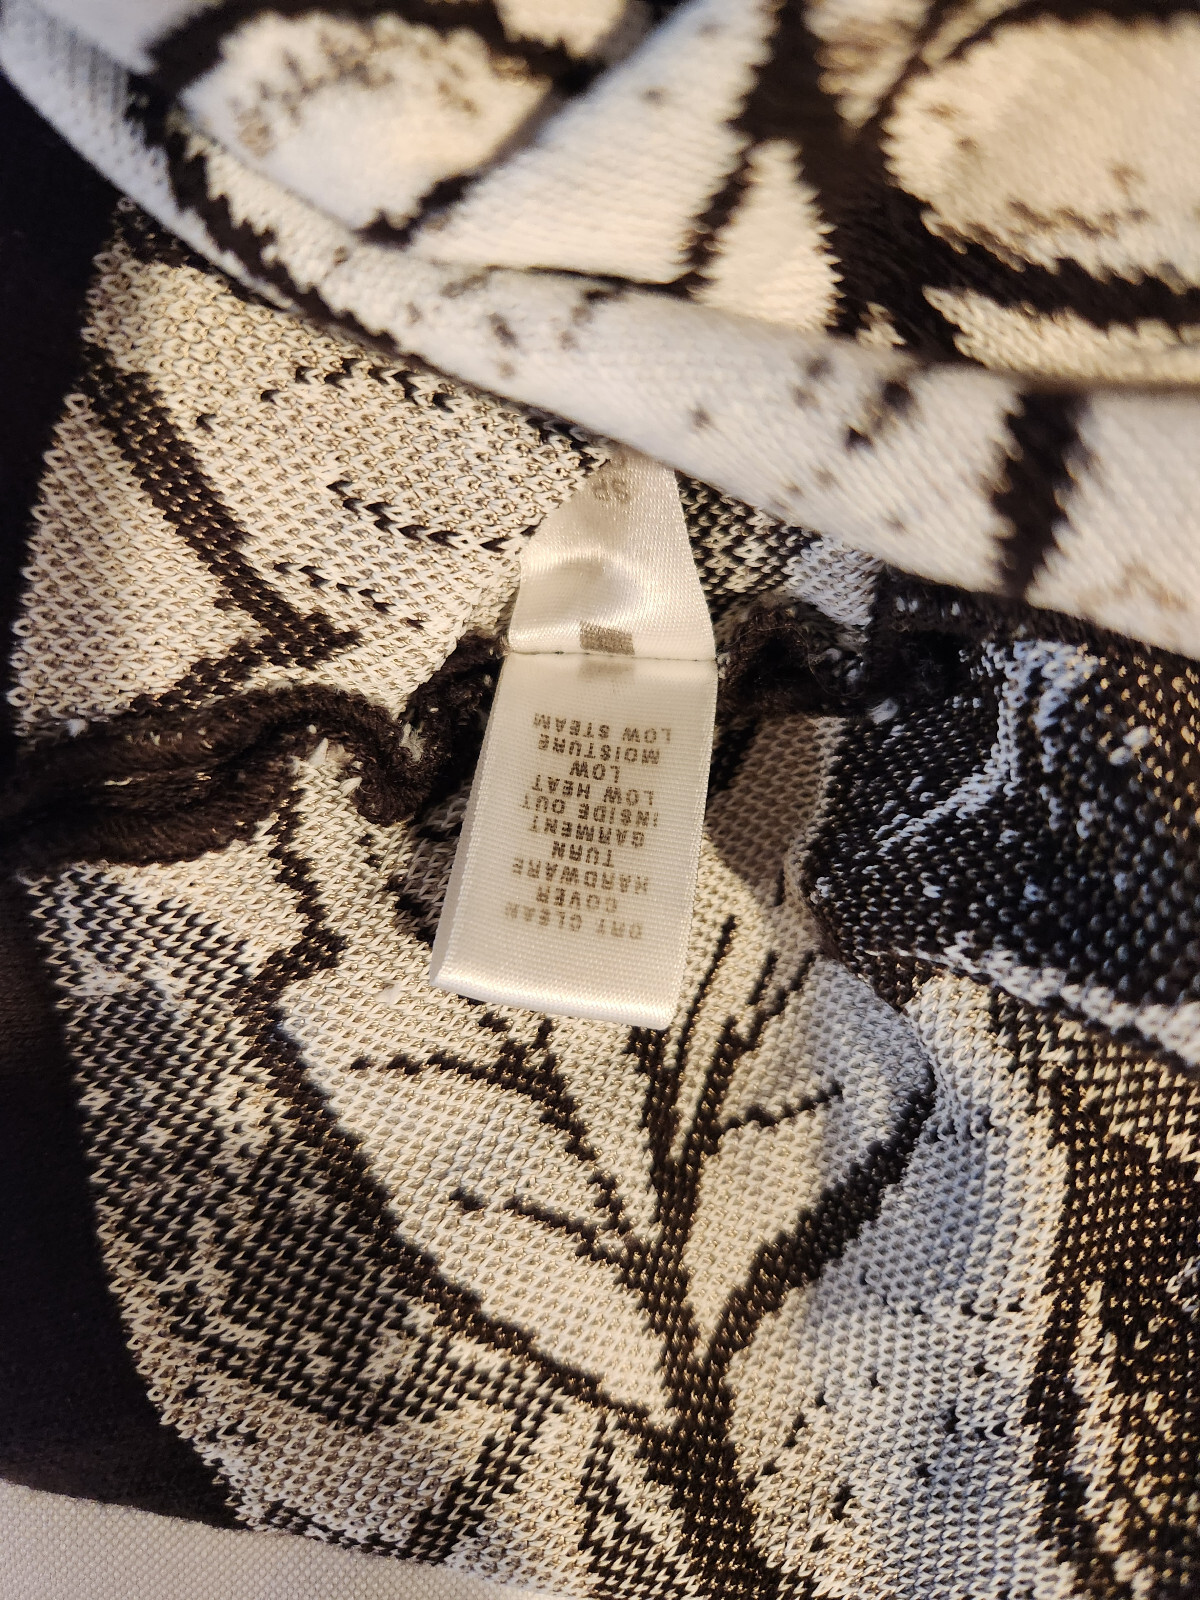 DRY CLEAN
COVER
HARDWARE
TURN
GARMENT
INSIDE OUT
LOW HEAT
LOW
MOISTURE
LOW STEAM